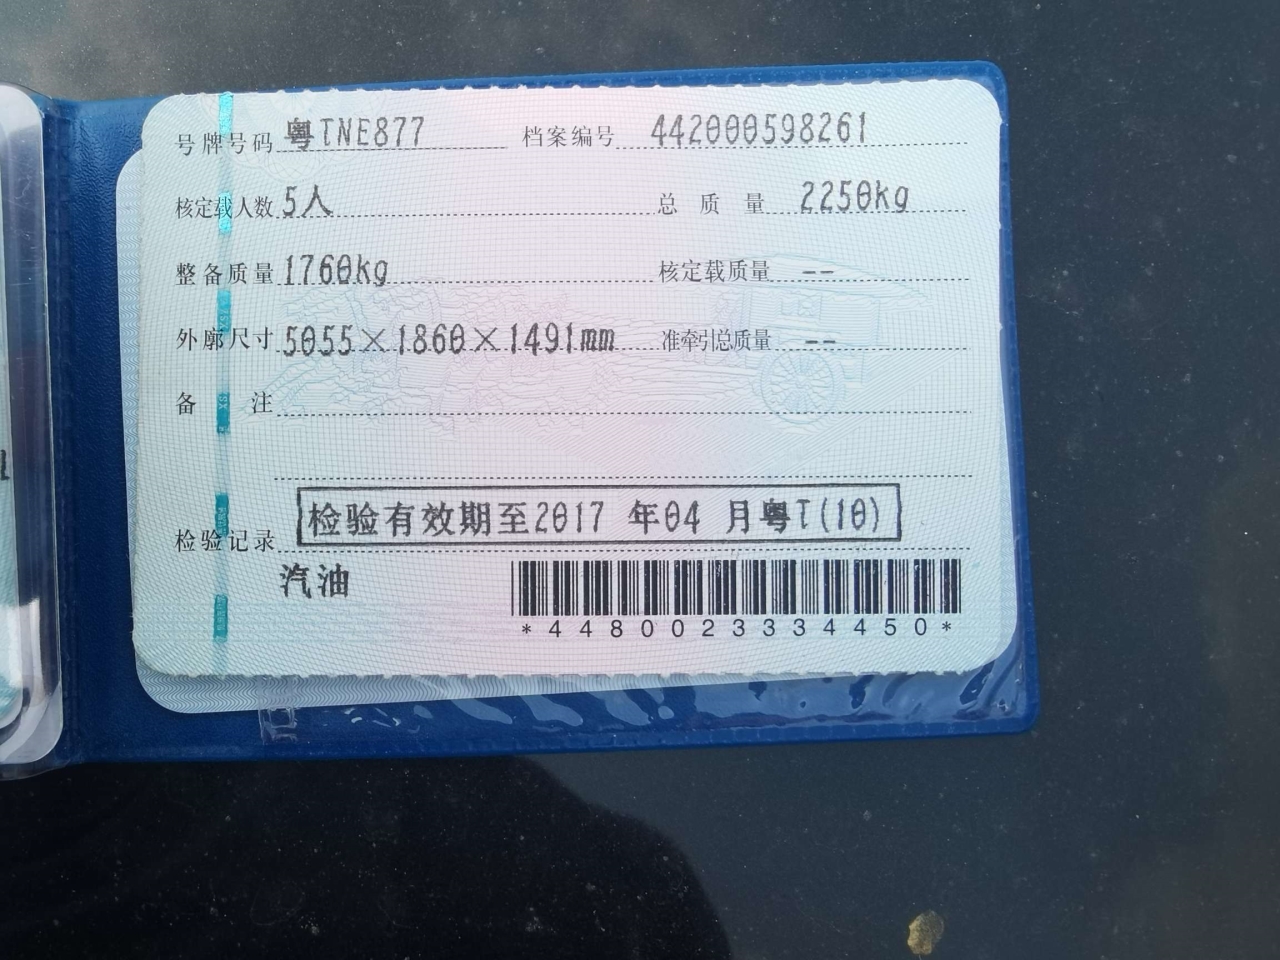 号牌号码 粤TNE877 档案编号 442000598261
核定载人数 5人 总质量 2250kg
整备质量 1760kg 核定载质量 --
外廓尺寸 5055×1860×1491mm 准牵引总质量 --
备注
检验记录 检验有效期至2017 年04 月粤T(10)
汽油
*4480023334450*